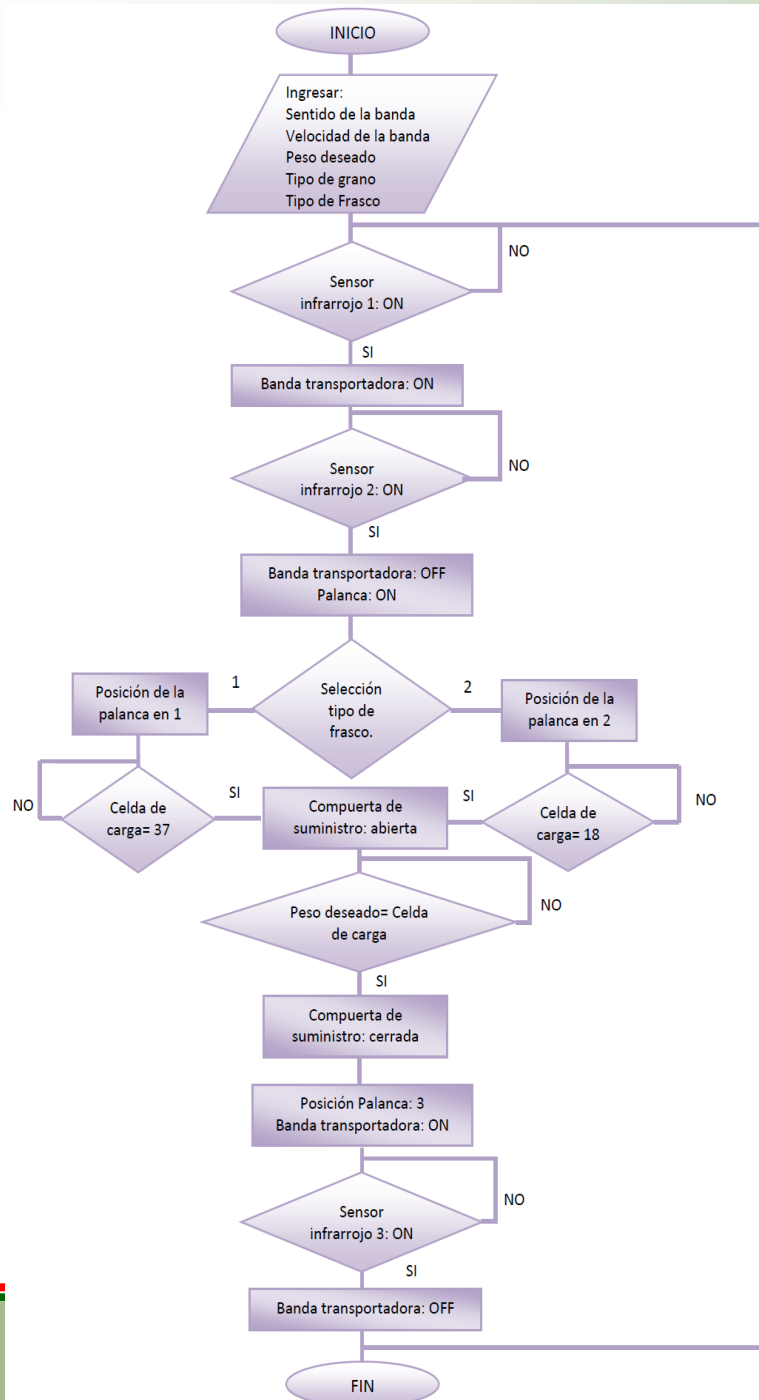 INICIO
Ingresar:
Sentido de la banda
Velocidad de la banda
Peso deseado
Tipo de grano
Tipo de Frasco
NO
Sensor
infrarrojo 1: ON
SI
Banda transportadora: ON
NO
Sensor
infrarrojo 2: ON
SI
Banda transportadora: OFF
Palanca: ON
Posición de la
palanca en 1
1
Selección
tipo de
frasco.
2
Posición de la
palanca en 2
NO
Celda de
carga= 37
SI
Compuerta de
suministro: abierta
SI
Celda de
carga= 18
NO
Peso deseado= Celda
de carga
NO
SI
Compuerta de
suministro: cerrada
Posición Palanca: 3
Banda transportadora: ON
NO
Sensor
infrarrojo 3: ON
SI
Banda transportadora: OFF
FIN